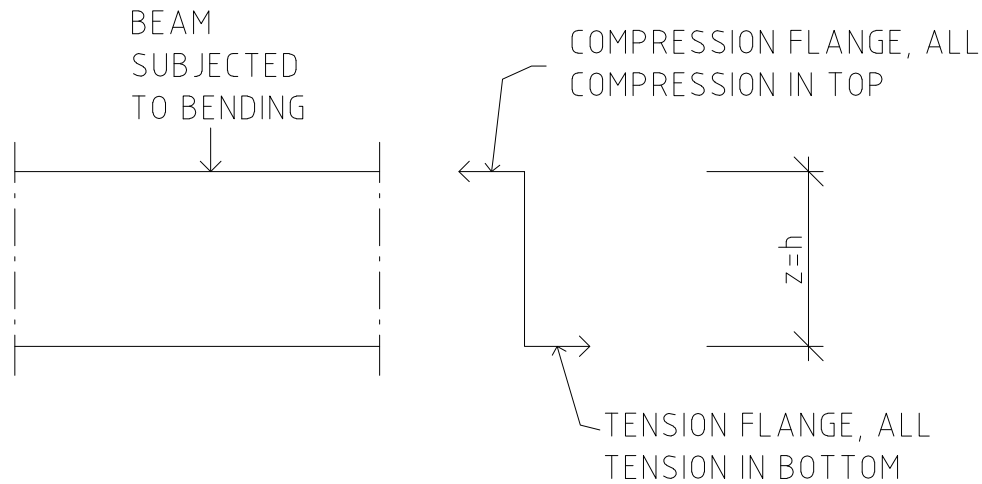 BEAM
SUBJECTED
TO BENDING
COMPRESSION FLANGE, ALL
COMPRESSION IN TOP
z=h
TENSION FLANGE, ALL
TENSION IN BOTTOM